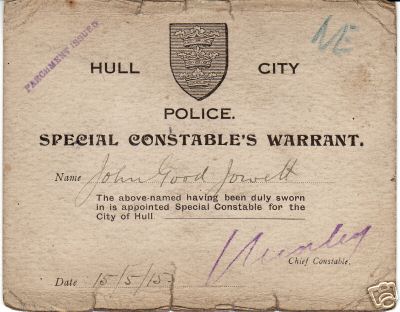 PARCHMENT ISSUED
NE
HULL CITY
POLICE.
SPECIAL CONSTABLE'S WARRANT.
Name John Good Jowett
The above-named having been duly sworn
in is appointed Special Constable for the
City of Hull.
Chief Constable.
Date 15/5/15